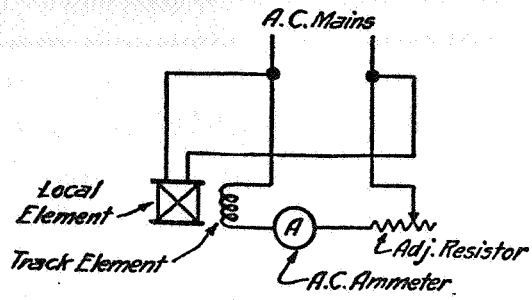 A.C. Mains
Local
Element
A
Track Element
Adj. Resistor
A.C. Ammeter